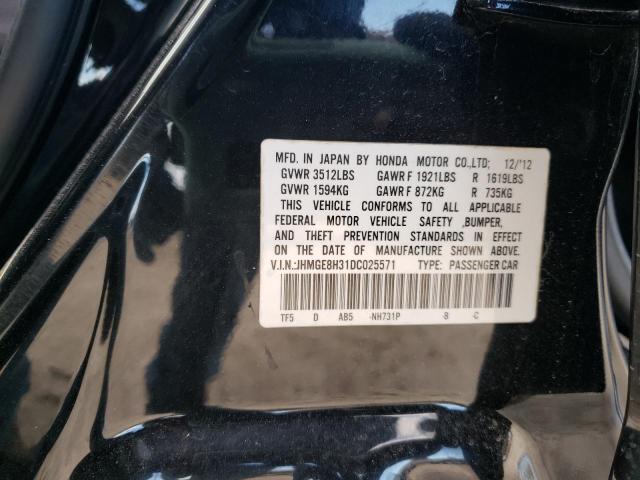 MFD. IN JAPAN BY HONDA MOTOR CO.,LTD; 12/'12
GVWR 3512LBS GAWR F 1921LBS R 1619LBS
GVWR 1594KG GAWR F 872KG R 735KG
THIS VEHICLE CONFORMS TO ALL APPLICABLE
FEDERAL MOTOR VEHICLE SAFETY ,BUMPER,
AND THEFT PREVENTION STANDARDS IN EFFECT
ON THE DATE OF MANUFACTURE SHOWN ABOVE.
V.I.N.:JHMGE8H31DC025571 TYPE: PASSENGER CAR
TF5 D AB5 -NH731P -B -C